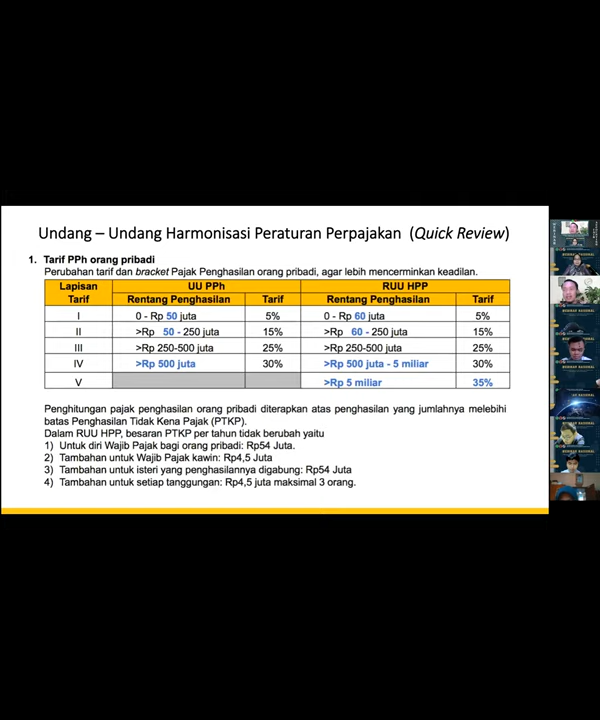 Undang – Undang Harmonisasi Peraturan Perpajakan (Quick Review)
1. Tarif PPh orang pribadi
Perubahan tarif dan bracket Pajak Penghasilan orang pribadi, agar lebih mencerminkan keadilan.
Lapisan Tarif UU PPh RUU HPP
Rentang Penghasilan Tarif Rentang Penghasilan Tarif
I 0 - Rp 50 juta 5% 0 - Rp 60 juta 5%
II >Rp 50 - 250 juta 15% >Rp 60 - 250 juta 15%
III >Rp 250-500 juta 25% >Rp 250-500 juta 25%
IV >Rp 500 juta 30% >Rp 500 juta - 5 miliar 30%
V >Rp 5 miliar 35%
Penghitungan pajak penghasilan orang pribadi diterapkan atas penghasilan yang jumlahnya melebihi
batas Penghasilan Tidak Kena Pajak (PTKP).
Dalam RUU HPP, besaran PTKP per tahun tidak berubah yaitu
1) Untuk diri Wajib Pajak bagi orang pribadi: Rp54 Juta.
2) Tambahan untuk Wajib Pajak kawin: Rp4,5 Juta
3) Tambahan untuk isteri yang penghasilannya digabung: Rp54 Juta
4) Tambahan untuk setiap tanggungan: Rp4,5 juta maksimal 3 orang.